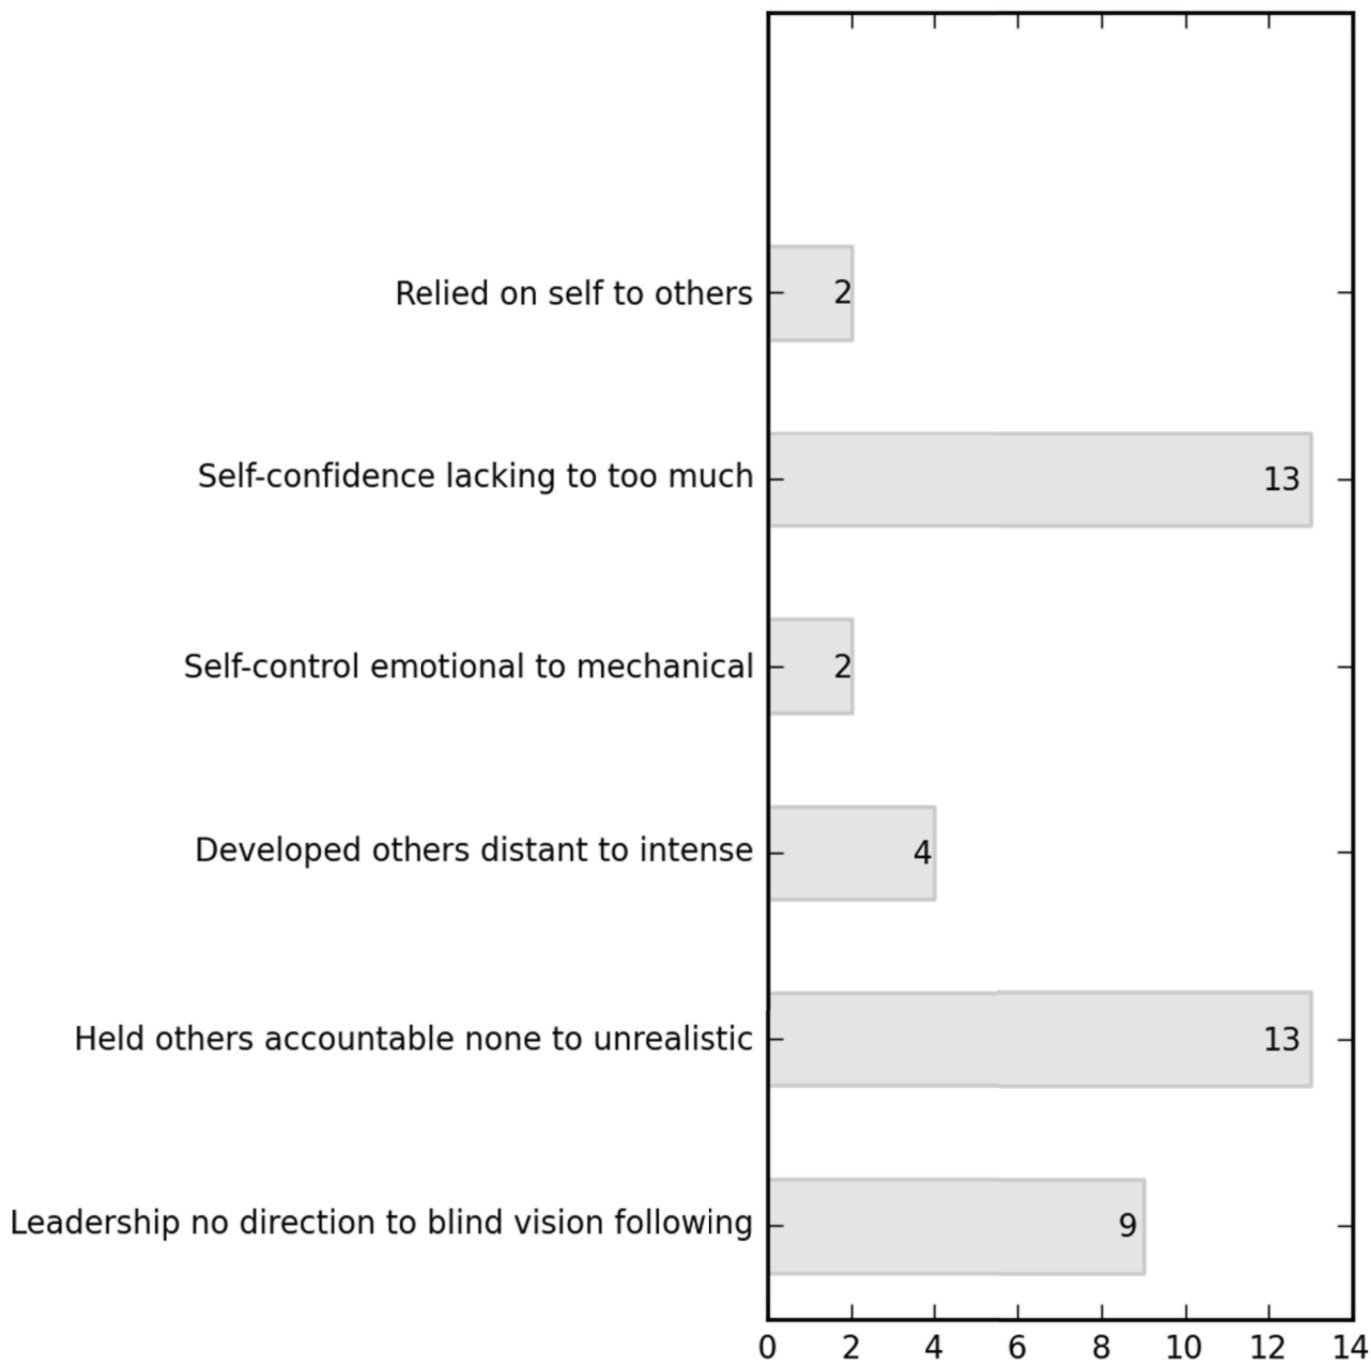 Relied on self to others
2
Self-confidence lacking to too much
13
Self-control emotional to mechanical
2
Developed others distant to intense
4
Held others accountable none to unrealistic
13
Leadership no direction to blind vision following
9
0 2 4 6 8 10 12 14